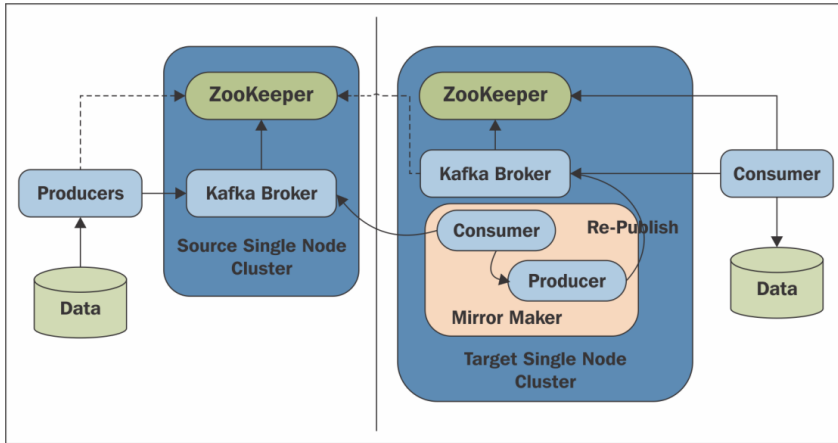 ZooKeeper
ZooKeeper
Producers
Kafka Broker
Kafka Broker
Consumer
Source Single Node
Cluster
Consumer
Re-Publish
Producer
Data
Data
Mirror Maker
Target Single Node
Cluster